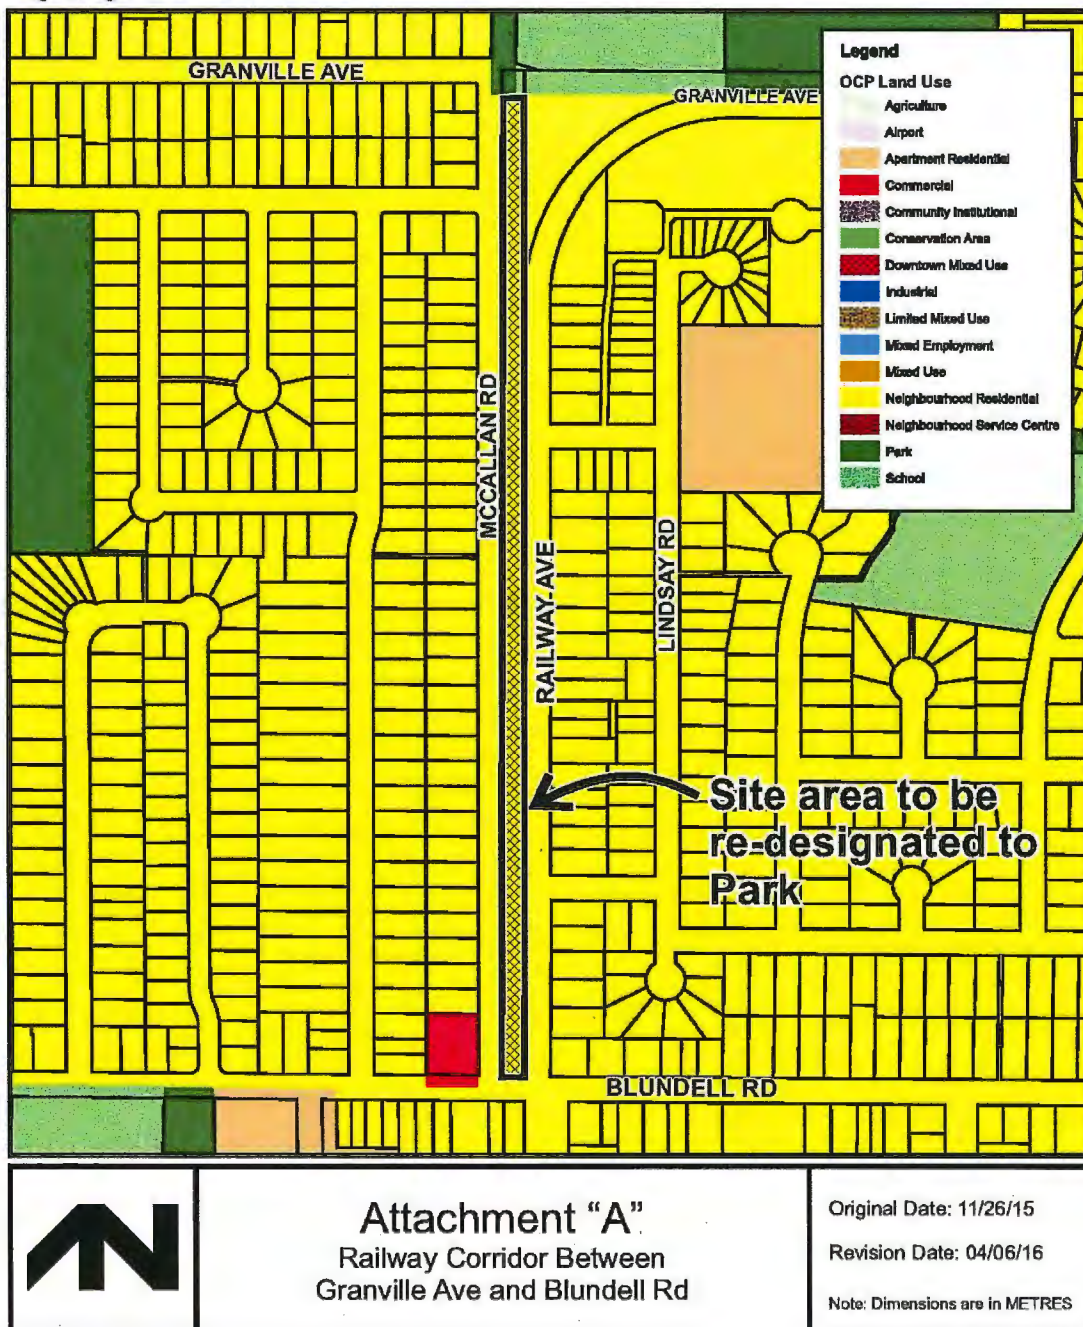 GRANVILLE AVE
GRANVILLE AVE
Legend
OCP Land Use
Agriculture
Airport
Apartment Residential
Commercial
Community Institutional
Conservation Area
Downtown Mixed Use
Industrial
Limited Mixed Use
Mixed Employment
Mixed Use
Neighbourhood Residential
Neighbourhood Service Centre
Park
School
MCCALLAN RD
RAILWAY AVE
LINDSAY RD
Site area to be
re-designated to
Park
BLUNDELL RD
Attachment “A”
Railway Corridor Between
Granville Ave and Blundell Rd
Original Date: 11/26/15
Revision Date: 04/06/16
Note: Dimensions are in METRES